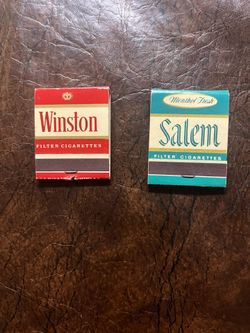 Winston
FILTER CIGARETTES
Menthol Fresh
Salem
FILTER CIGARETTES